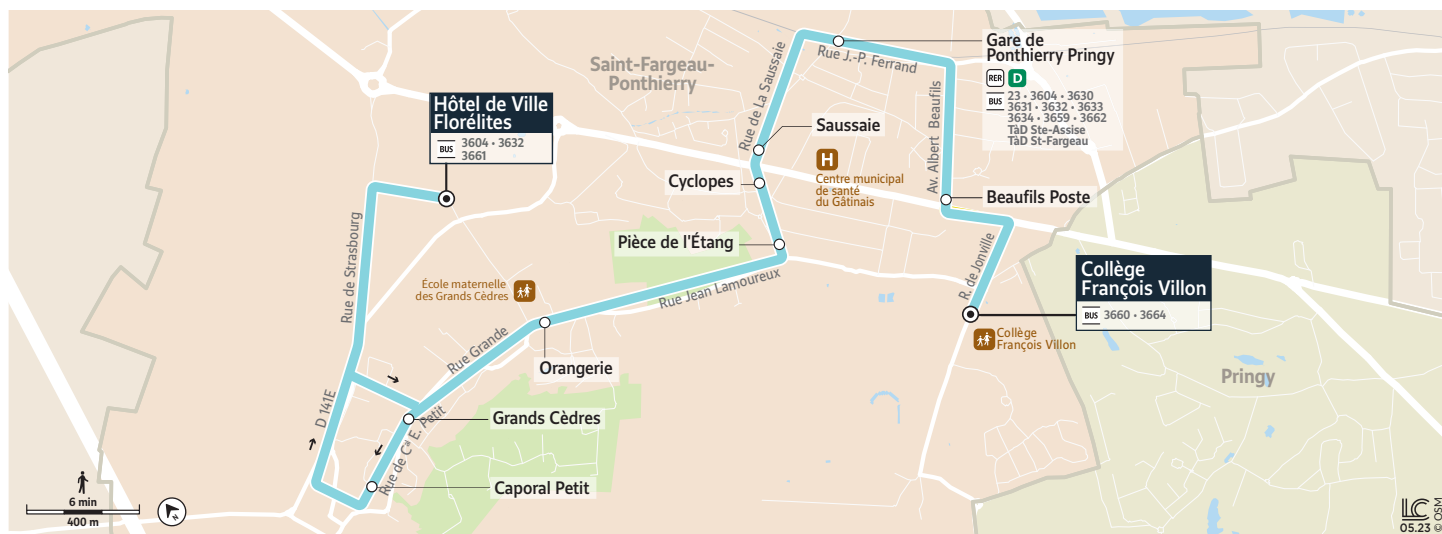 Saint-Fargeau-
Ponthierry
Hôtel de Ville
Florélites
BUS 3604 • 3632
3661
Rue de La Saussaie
Rue J.-P. Ferrand
Gare de
Ponthierry Pringy
RER D
BUS 23 • 3604 • 3630
3631 • 3632 • 3633
3634 • 3659 • 3662
TàD Ste-Assise
TàD St-Fargeau
Saussaie
H
Centre municipal
de santé
du Gâtinais
Av. Albert Beaufils
Cyclopes
Beaufils Poste
Pièce de l'Étang
Rue de Strasbourg
École maternelle
des Grands Cèdres
Rue Jean Lamoureux
R. de Jonville
Collège
François Villon
BUS 3660 • 3664
Collège
François Villon
Rue Grande
Orangerie
Pringy
D 141E
Grands Cèdres
Rue de Cᵃˡ E. Petit
Caporal Petit
6 min
400 m
N
LC
05.23 © OSM